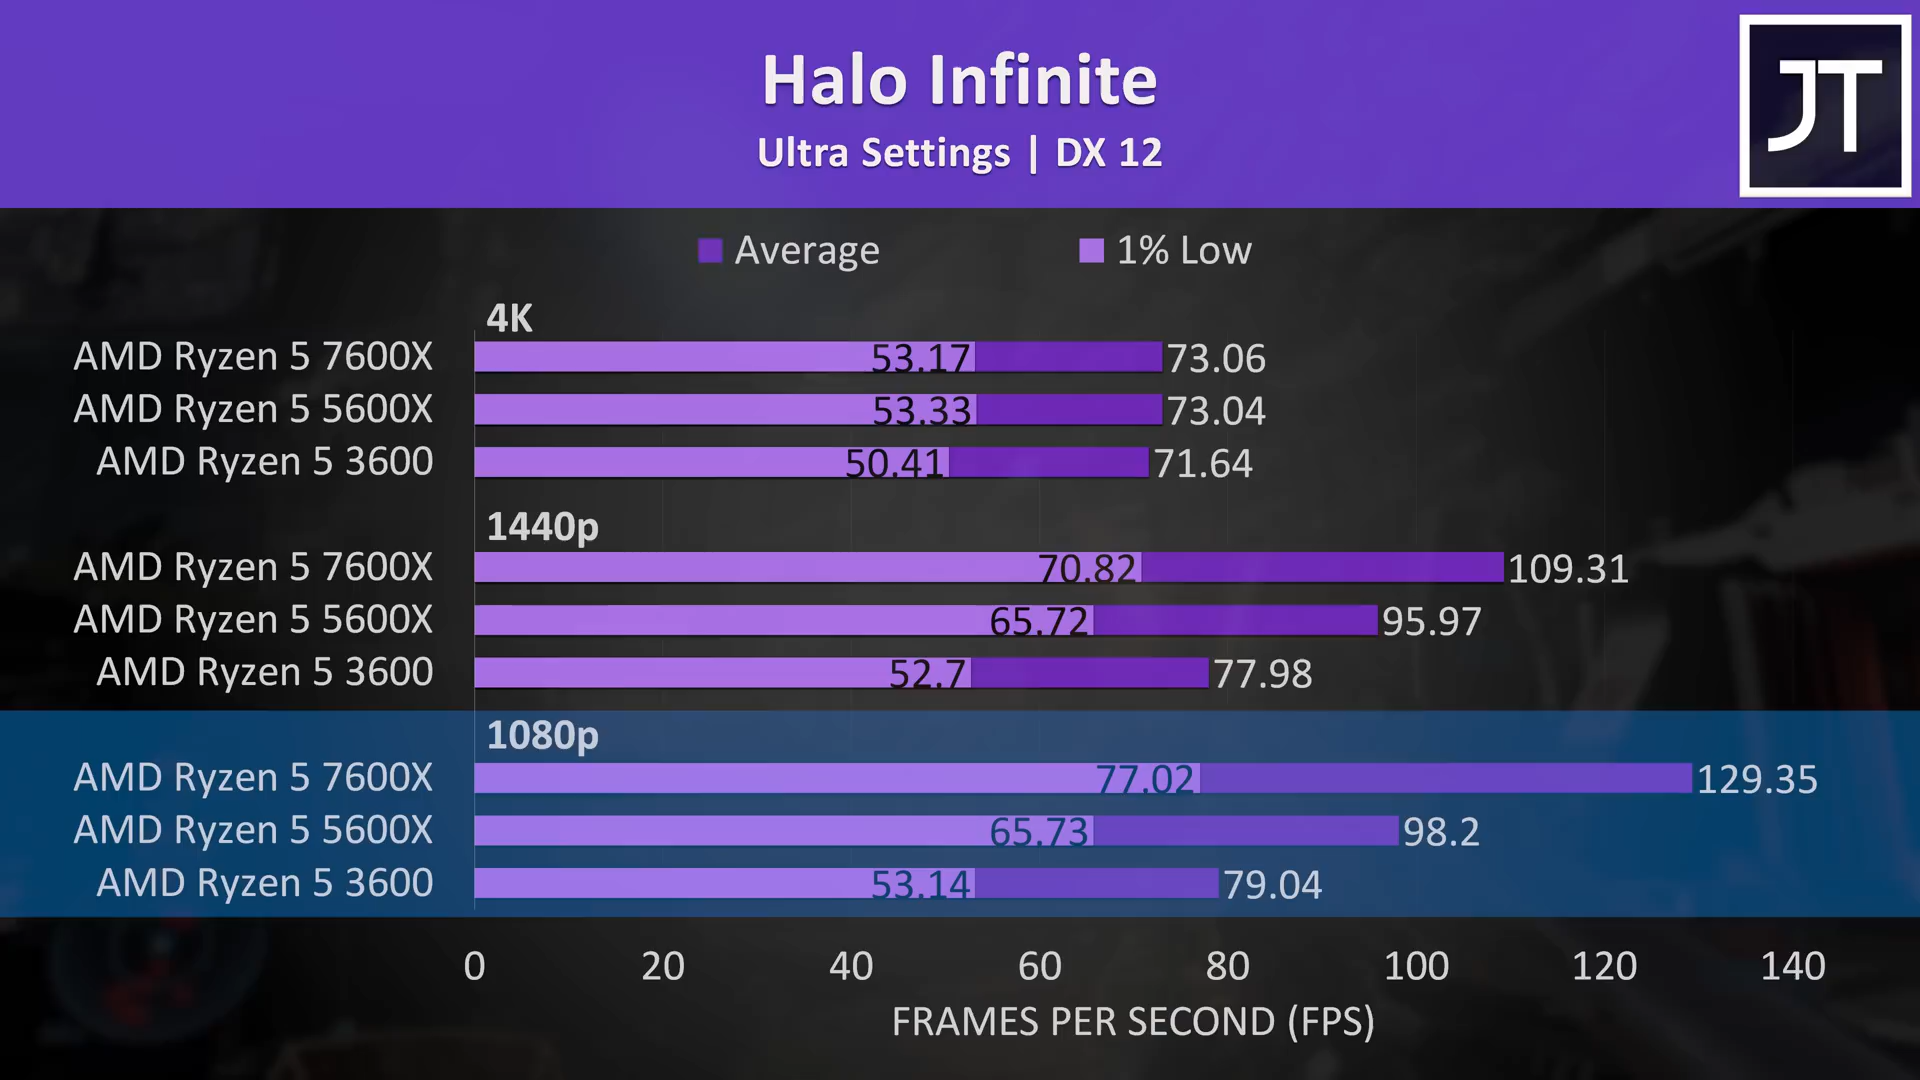 Halo Infinite
JT
Ultra Settings | DX 12
Average 1% Low
4K
AMD Ryzen 5 7600X 53.17 73.06
AMD Ryzen 5 5600X 53.33 73.04
AMD Ryzen 5 3600 50.41 71.64
1440p
AMD Ryzen 5 7600X 70.82 109.31
AMD Ryzen 5 5600X 65.72 95.97
AMD Ryzen 5 3600 52.7 77.98
1080p
AMD Ryzen 5 7600X 77.02 129.35
AMD Ryzen 5 5600X 65.73 98.2
AMD Ryzen 5 3600 53.14 79.04
0 20 40 60 80 100 120 140
FRAMES PER SECOND (FPS)